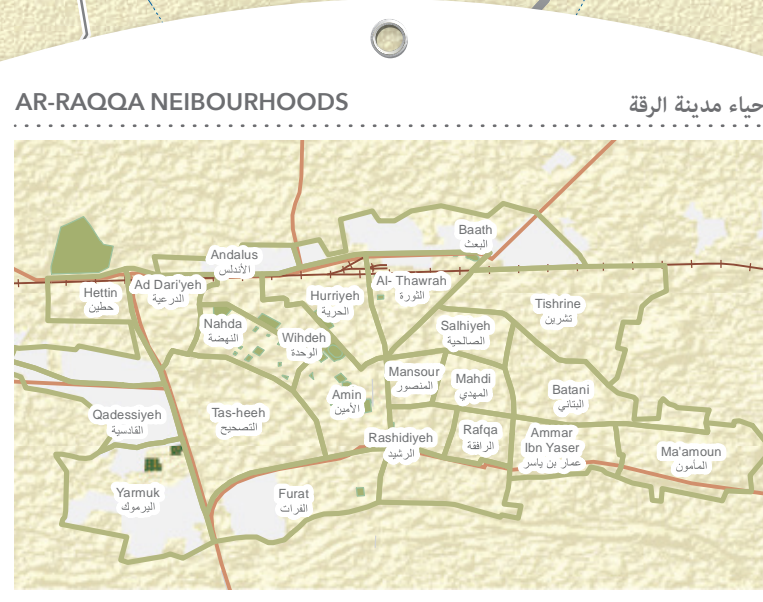 AR-RAQQA NEIBOURHOODS
حياء مدينة الرقة
Baath
البعث
Andalus
الأندلس
Al- Thawrah
الثورة
Ad Dari'yeh
الدرعية
Hettin
حطين
Hurriyeh
الحرية
Tishrine
تشرين
Nahda
النهضة
Wihdeh
الوحدة
Salhiyeh
الصالحية
Mansour
المنصور
Mahdi
المهدي
Batani
البتاني
Amin
الأمين
Qadessiyeh
القادسية
Tas-heeh
التصحيح
Rashidiyeh
الرشيد
Rafqa
الرافقة
Ammar
Ibn Yaser
عمار بن ياسر
Ma'amoun
المأمون
Yarmuk
اليرموك
Furat
الفرات